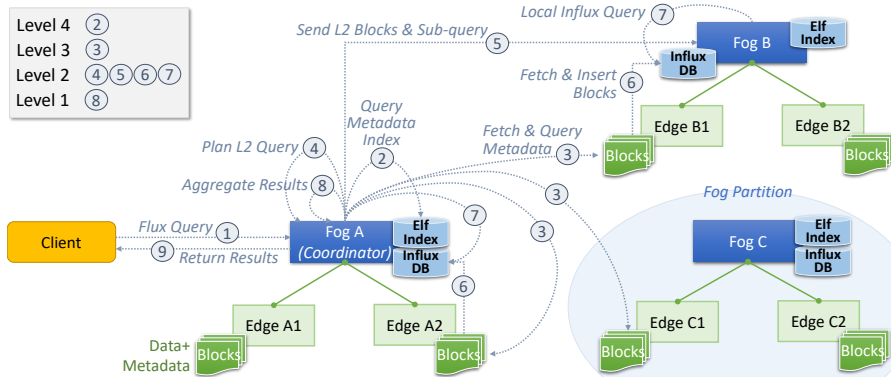 Level 4 2
Level 3 3
Level 2 4 5 6 7
Level 1 8
Send L2 Blocks & Sub-query
5
Local Influx Query
7
Fog B
Elf
Index
Influx
DB
Fetch & Insert
Blocks
6
Edge B1
Edge B2
Blocks
Blocks
Query
Metadata
Index
2
Plan L2 Query
4
Aggregate Results
8
Fetch & Query
Metadata
3
3
3
7
6
Client
Flux Query
1
9
Return Results
Fog A
(Coordinator)
Elf
Index
Influx
DB
Edge A1
Edge A2
Data+
Metadata
Blocks
Blocks
Fog Partition
Fog C
Elf
Index
Influx
DB
Edge C1
Edge C2
Blocks
Blocks